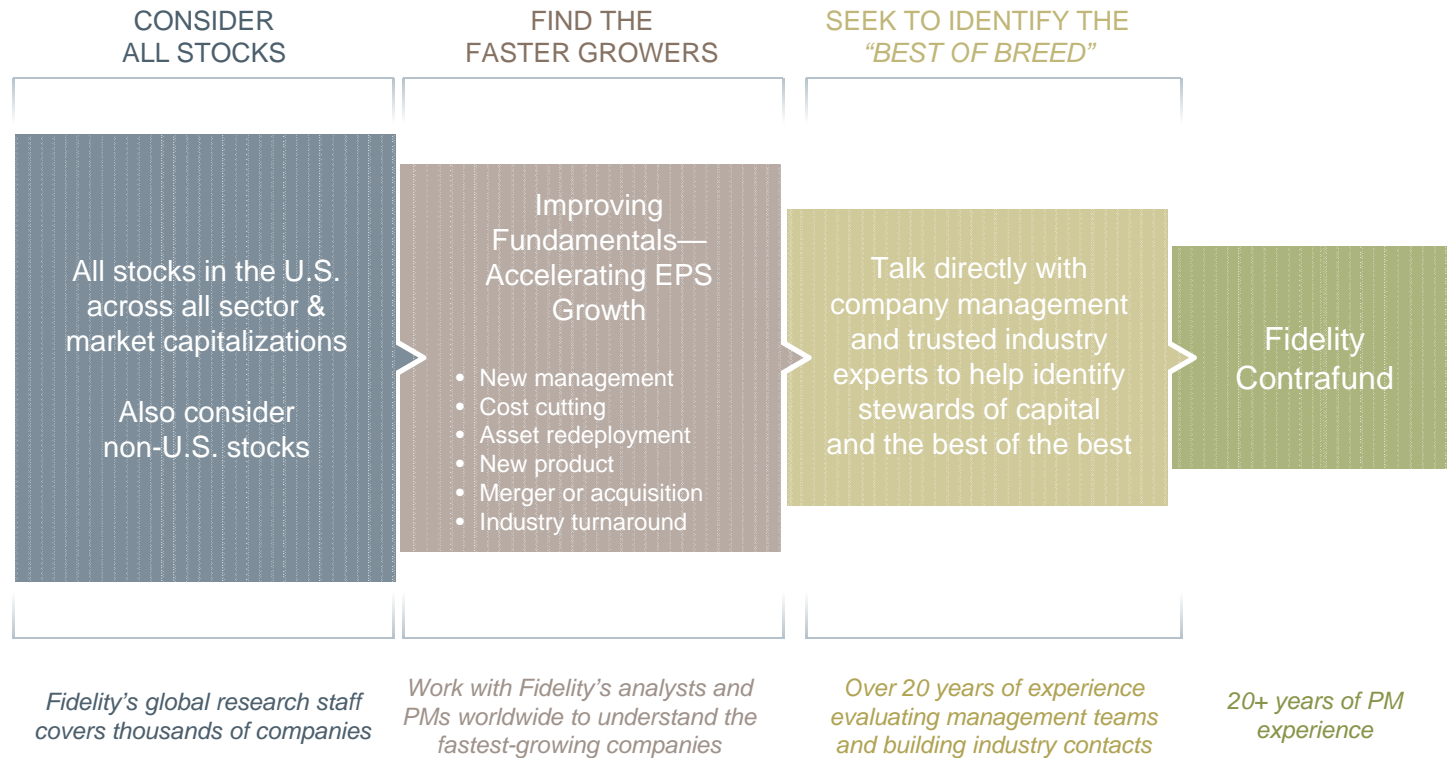 CONSIDER
ALL STOCKS
FIND THE
FASTER GROWERS
SEEK TO IDENTIFY THE
“BEST OF BREED”
All stocks in the U.S.
across all sector &
market capitalizations
Also consider
non-U.S. stocks
Improving
Fundamentals—
Accelerating EPS
Growth
• New management
• Cost cutting
• Asset redeployment
• New product
• Merger or acquisition
• Industry turnaround
Talk directly with
company management
and trusted industry
experts to help identify
stewards of capital
and the best of the best
Fidelity
Contrafund
Fidelity’s global research staff
covers thousands of companies
Work with Fidelity’s analysts and
PMs worldwide to understand the
fastest-growing companies
Over 20 years of experience
evaluating management teams
and building industry contacts
20+ years of PM
experience